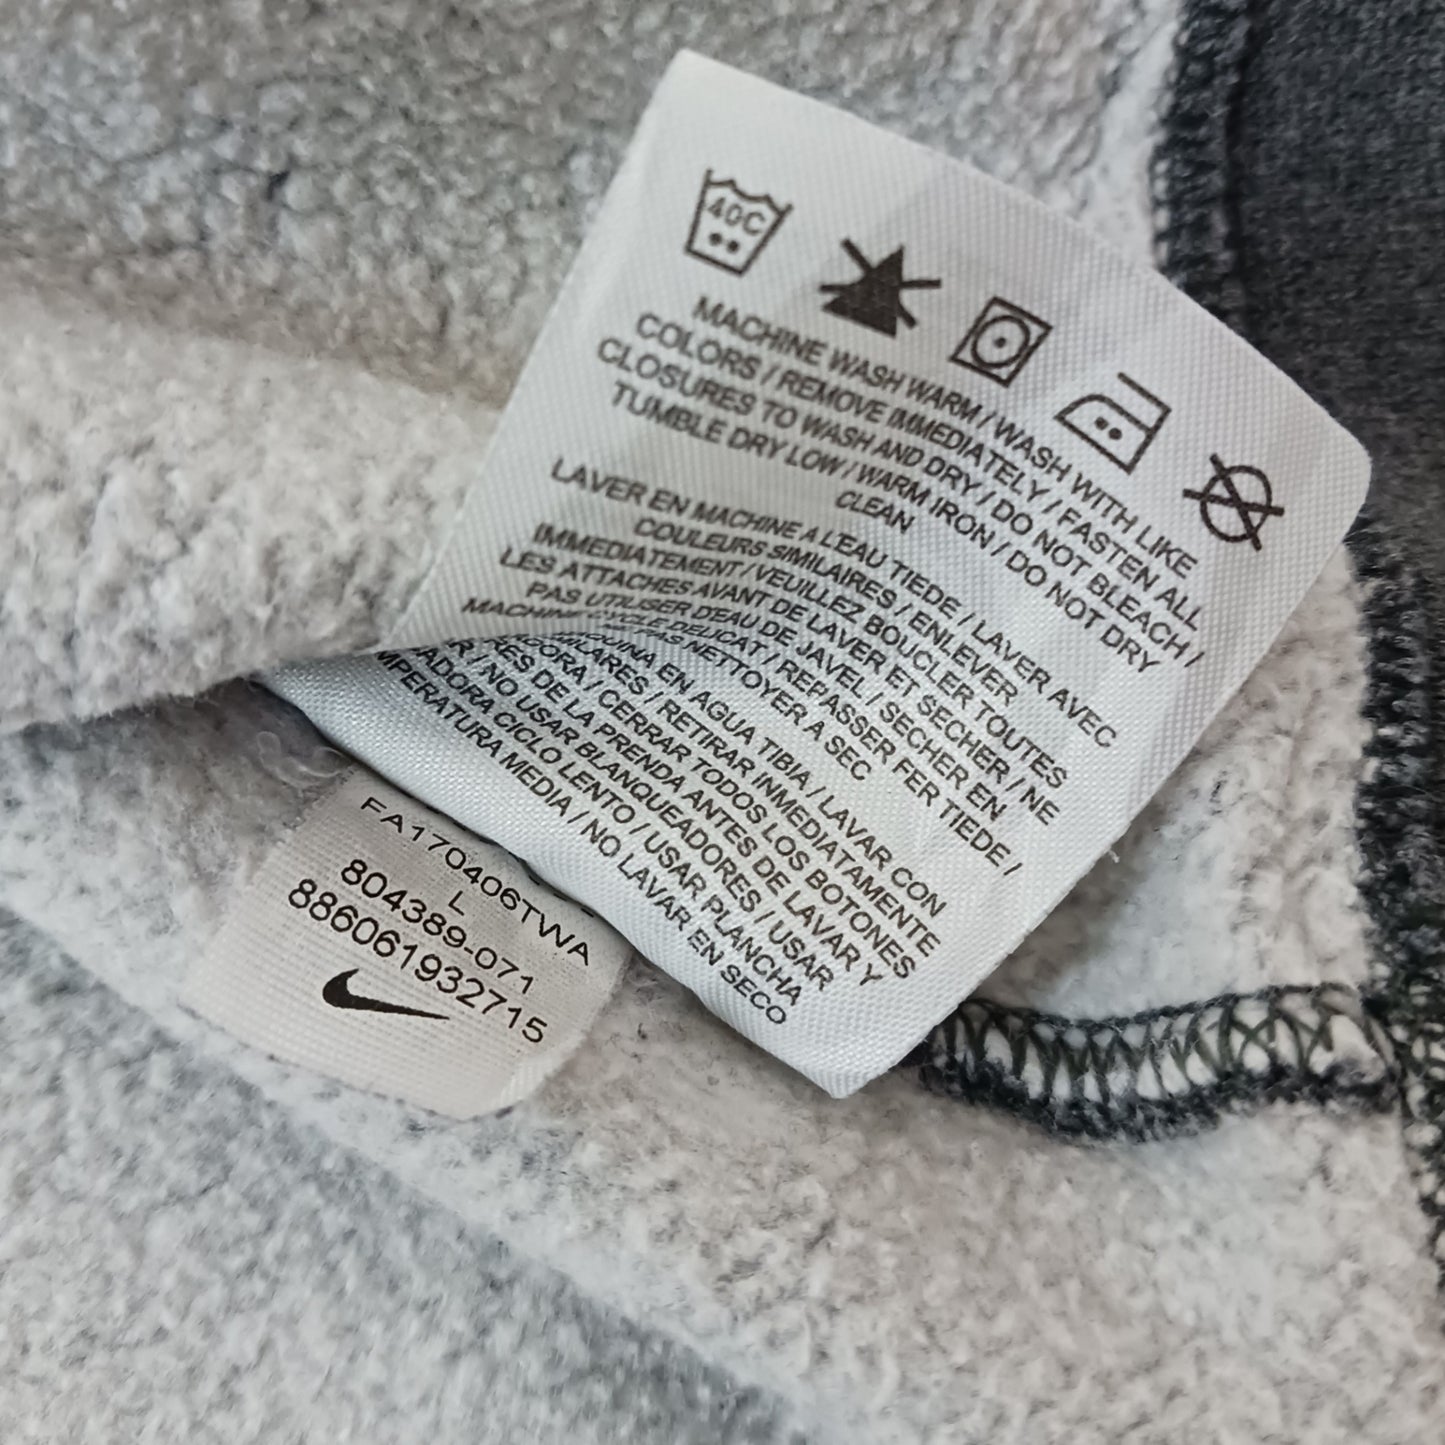 40C
MACHINE WASH WARM / WASH WITH LIKE
COLORS / REMOVE IMMEDIATELY / FASTEN ALL
CLOSURES TO WASH AND DRY / DO NOT BLEACH /
TUMBLE DRY LOW / WARM IRON / DO NOT DRY
CLEAN
LAVER EN MACHINE A L'EAU TIEDE / LAVER AVEC
COULEURS SIMILAIRES / ENLEVER
IMMEDIATEMENT / VEUILLEZ BOUCLER TOUTES
LES ATTACHES AVANT DE LAVER ET SECHER / NE
PAS UTILISER D'EAU DE JAVEL / SECHER EN
MACHINE CYCLE DELICAT / REPASSER FER TIEDE /
NE PAS NETTOYER A SEC
EN AGUA TIBIA / LAVAR CON
/ RETIRAR INMEDIATAMENTE
/ CERRAR TODOS LOS BOTONES
DE LA PRENDA ANTES DE LAVAR Y
/ NO USAR BLANQUEADORES / USAR
CICLO LENTO / USAR PLANCHA
MEDIA / NO LAVAR EN SECO
FA170406TWA
L
804389-071
886061932715